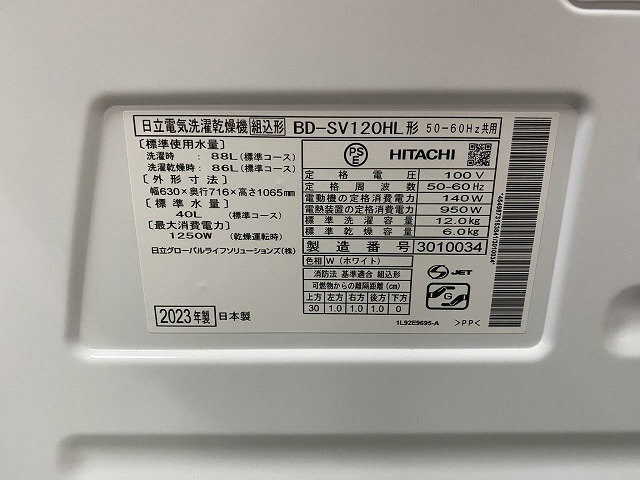 日立電気洗濯乾燥機 組込形 BD-SV120HL形 50-60Hz共用
[標準使用水量]
洗濯時 : 88L(標準コース)
洗濯乾燥時 : 86L(標準コース)
[外形寸法]
幅630×奥行716×高さ1065mm
[標準水量]
40L (標準コース)
[最大消費電力]
1250W (乾燥運転時)
日立グローバルライフソリューションズ(株)
2023年製 日本製
PSE HITACHI
定格電圧 100V
定格周波数 50-60Hz
電動機の定格消費電力 140W
電熱装置の定格消費電力 950W
標準洗濯容量 12.0kg
標準乾燥容量 6.0kg
製造番号 3010034
色相 W(ホワイト)
消防法 基準適合 組込形
可燃物からの離隔距離(cm)
上方 左方 右方 後方 下方
30 1.0 1.0 1.0 0
S JET
G
1L92E9695-A >PP<